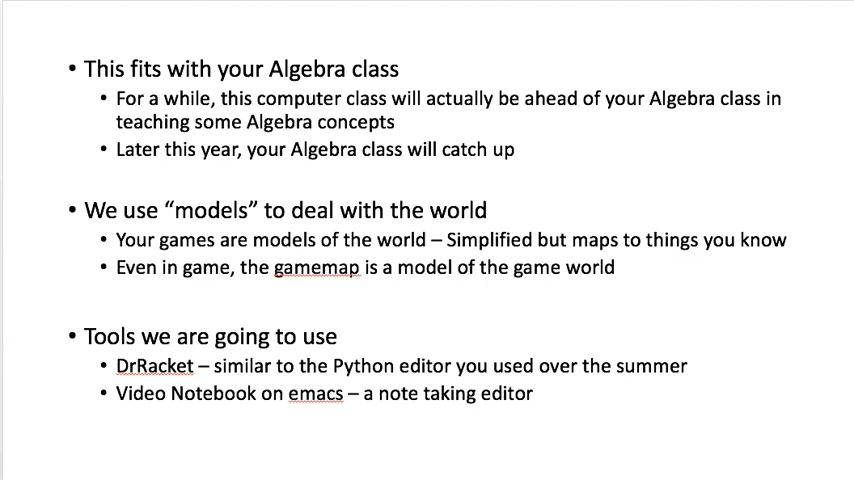 • This fits with your Algebra class
• For a while, this computer class will actually be ahead of your Algebra class in
teaching some Algebra concepts
• Later this year, your Algebra class will catch up
• We use “models” to deal with the world
• Your games are models of the world – Simplified but maps to things you know
• Even in game, the gamemap is a model of the game world
• Tools we are going to use
• DrRacket – similar to the Python editor you used over the summer
• Video Notebook on emacs – a note taking editor